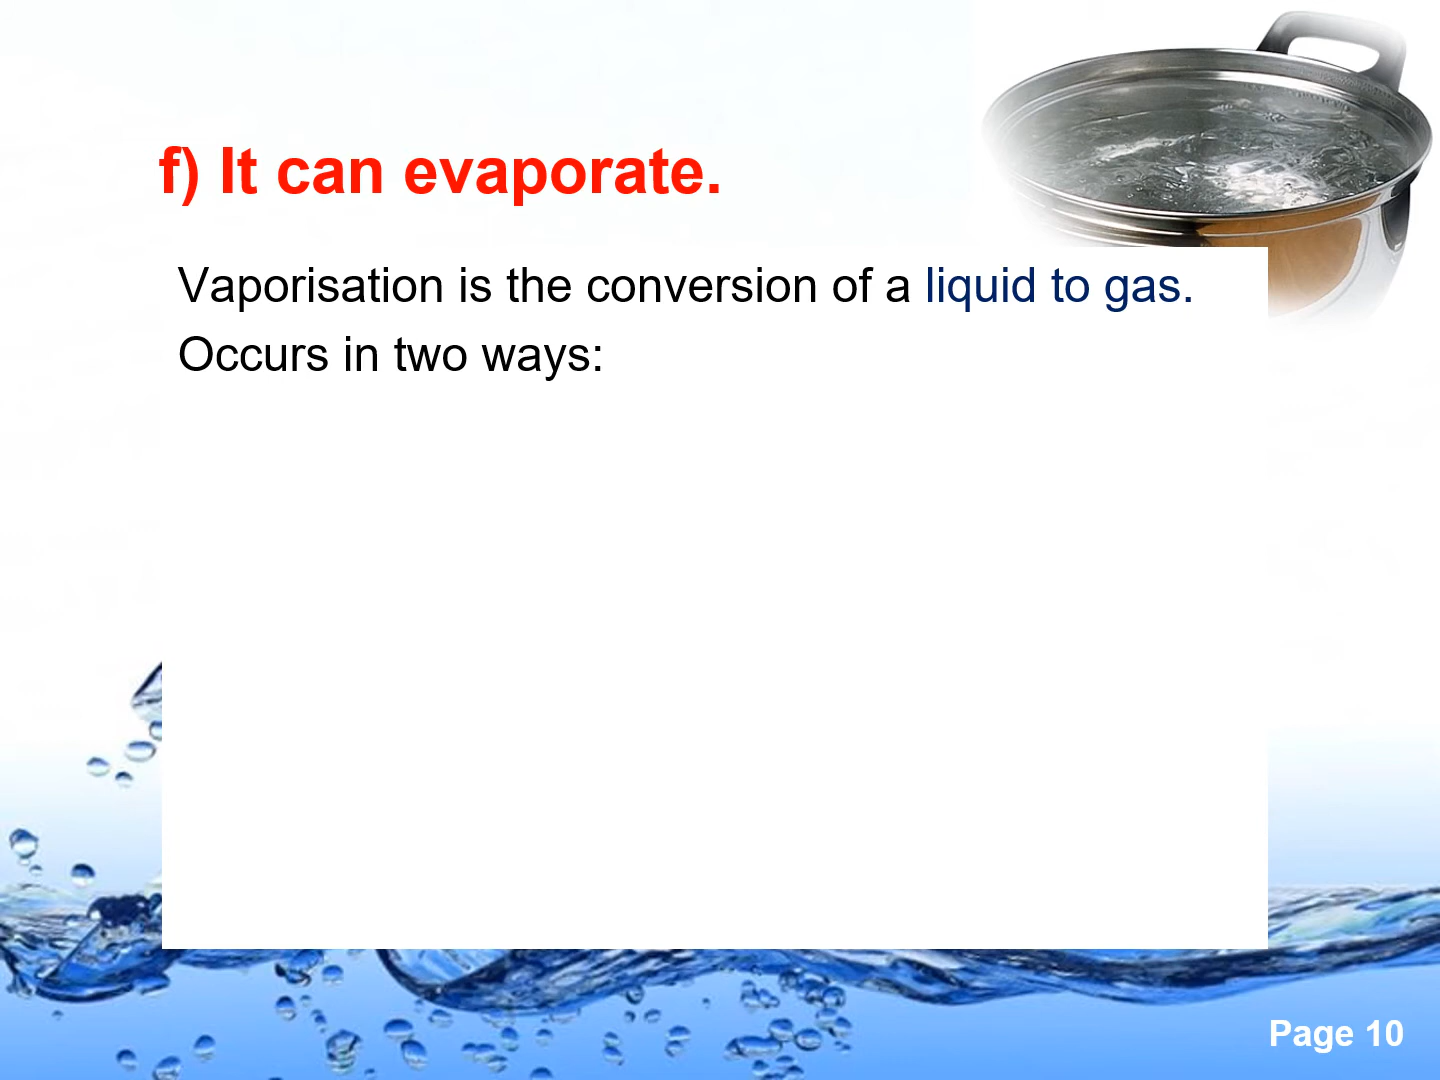 f) It can evaporate.
Vaporisation is the conversion of a liquid to gas.
Occurs in two ways:
Page 10